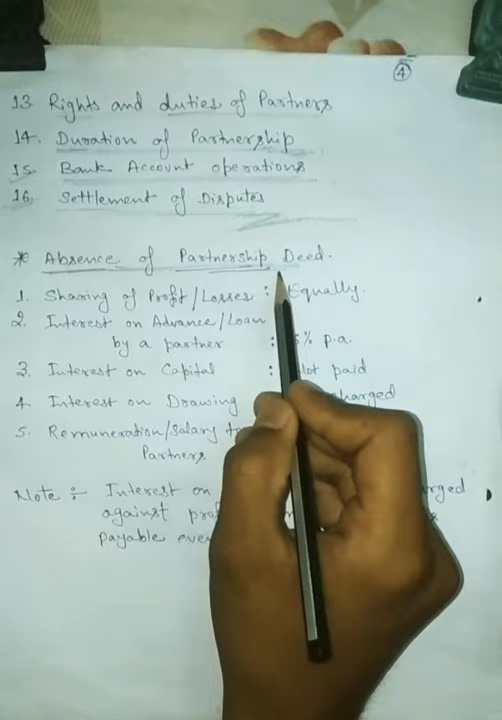 4
13 Rights and duties of Partners
14. Duration of Partnership
15. Bank Account operations
16. Settlement of Disputes
* Absence of Partnership Deed.
1. Sharing of Profit/Losses : Equally.
2. Interest on Advance/Loan
by a partner : % p.a.
3. Interest on Capital : Not paid
4. Interest on Drawing charged
5. Remuneration/Salary to
Partners
Note :- Interest on
against
payable